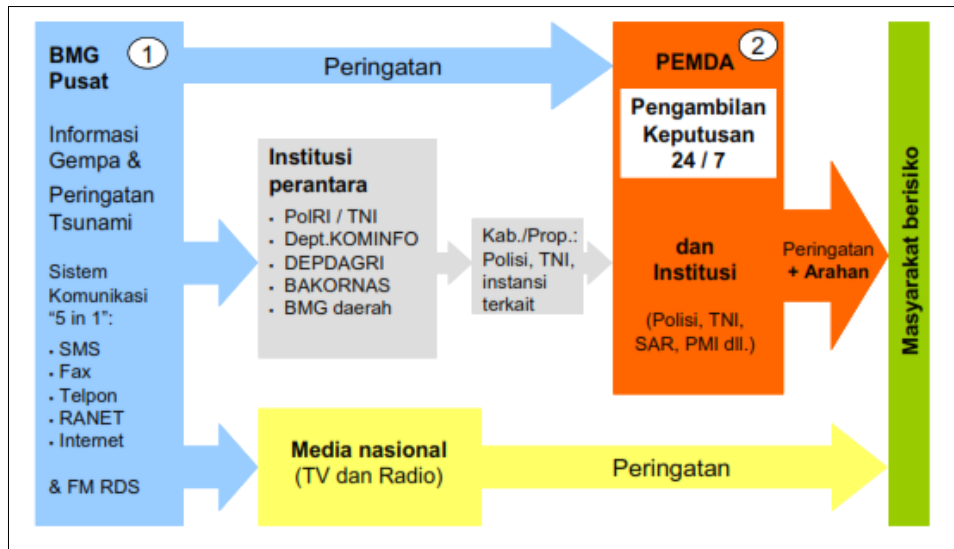 BMG
Pusat
1
Informasi
Gempa &
Peringatan
Tsunami
Sistem
Komunikasi
“5 in 1”:
• SMS
• Fax
• Telpon
• RANET
• Internet
& FM RDS
Peringatan
Institusi
perantara
• PolRI / TNI
• Dept.KOMINFO
• DEPDAGRI
• BAKORNAS
• BMG daerah
Kab./Prop.:
Polisi, TNI,
instansi
terkait
PEMDA
2
Pengambilan
Keputusan
24 / 7
dan
Institusi
(Polisi, TNI,
SAR, PMI dll.)
Peringatan
+ Arahan
Media nasional
(TV dan Radio)
Peringatan
Masyarakat berisiko